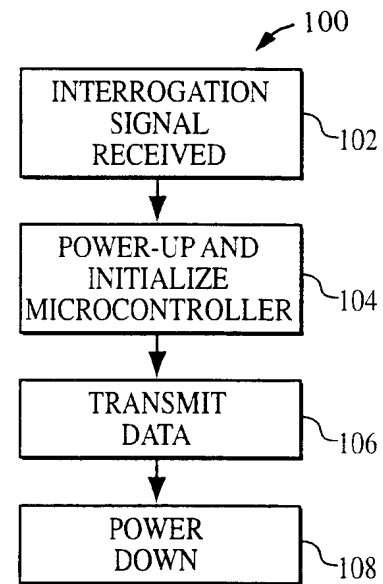 100
INTERROGATION
SIGNAL
RECEIVED
102
POWER-UP AND
INITIALIZE
MICROCONTROLLER
104
TRANSMIT
DATA
106
POWER
DOWN
108